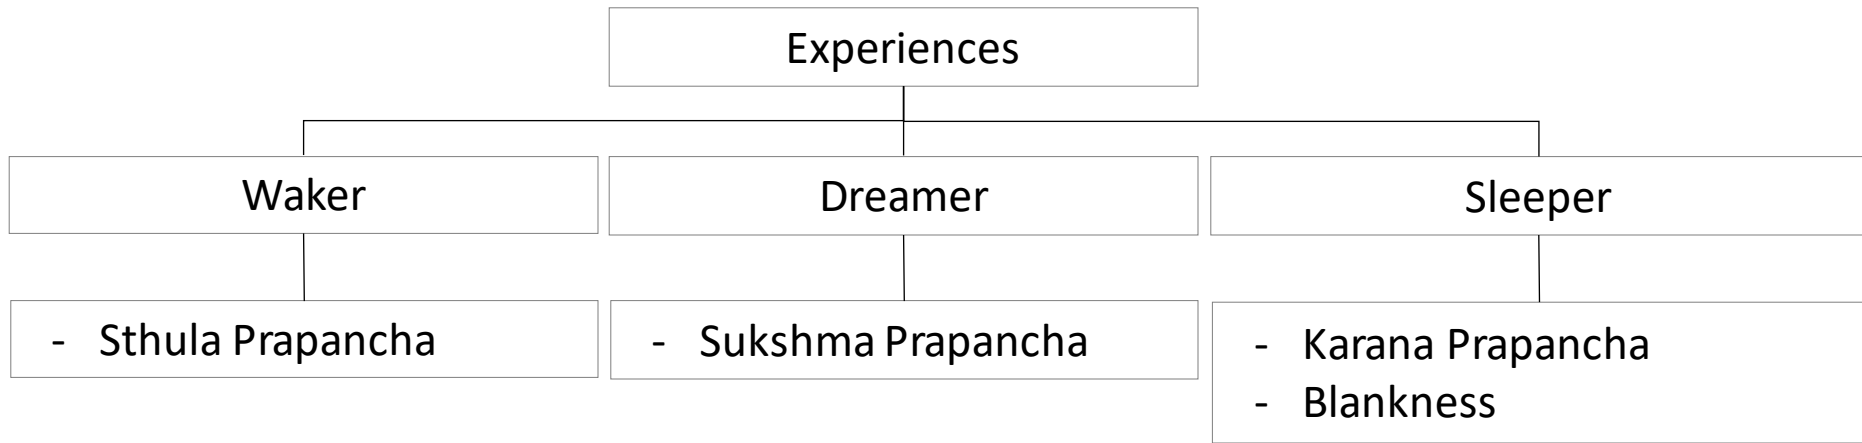 Experiences
Waker
Dreamer
Sleeper
- Sthula Prapancha
- Sukshma Prapancha
- Karana Prapancha
- Blankness